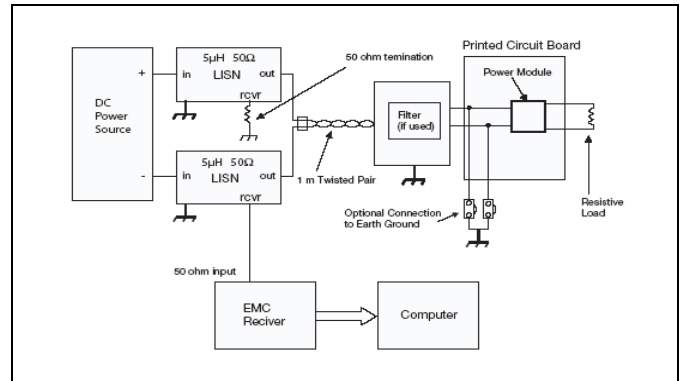 Printed Circuit Board
5µH 50Ω
50 ohm temination
Power Module
+
in
LISN
out
rcvr
DC
Power
Source
Filter
(if used)
5µH 50Ω
-
in
LISN
out
rcvr
1 m Twisted Pair
Optional Connection
to Earth Ground
Resistive
Load
50 ohm input
EMC
Reciver
Computer